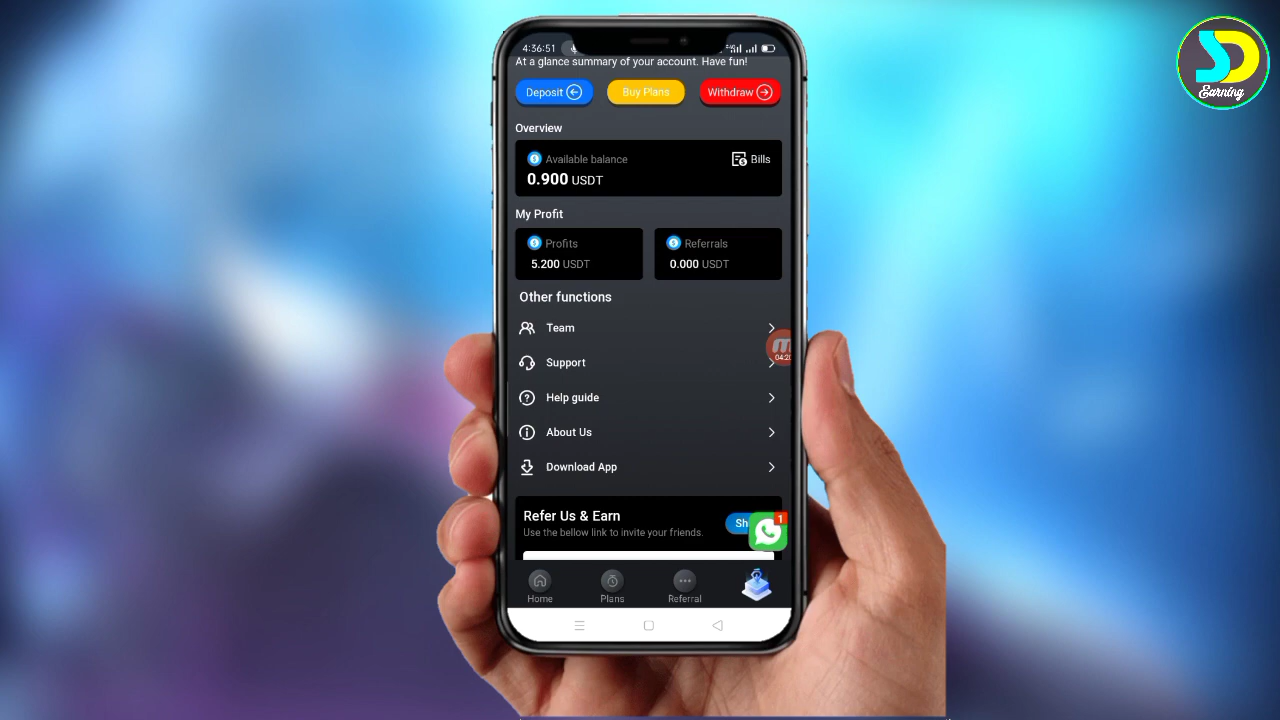 4:36:51
At a glance summary of your account. Have fun!
Deposit
Buy Plans
Withdraw
Overview
Available balance
Bills
0.900 USDT
My Profit
Profits
5.200 USDT
Referrals
0.000 USDT
Other functions
Team
Support
Help guide
About Us
Download App
Refer Us & Earn
Use the bellow link to invite your friends.
Sh
1
Home
Plans
Referral
SD
Earning